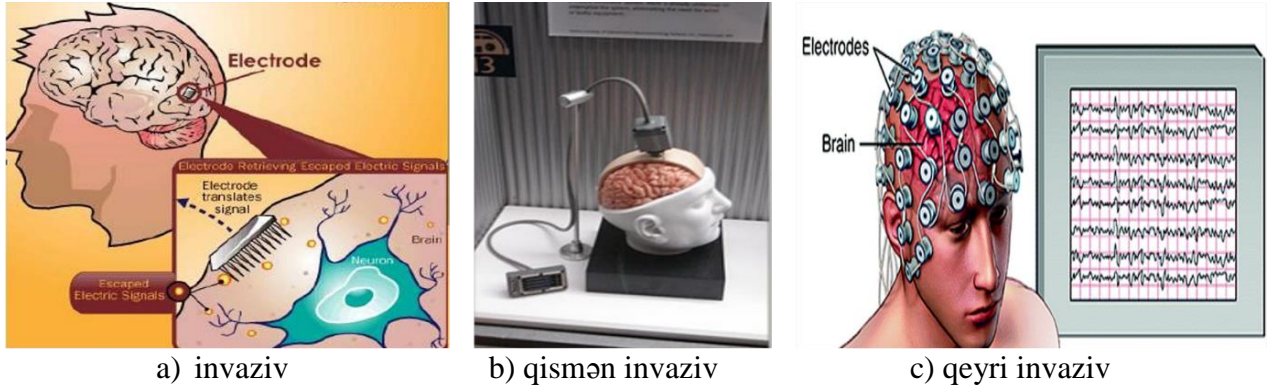 Electrode
Electrode Retrieving Escaped Electric Signals
Electrode
translates
signal
Brain
Neuron
Escaped
Electric Signals
13
Electrodes
Brain
a) invaziv
b) qismən invaziv
c) qeyri invaziv